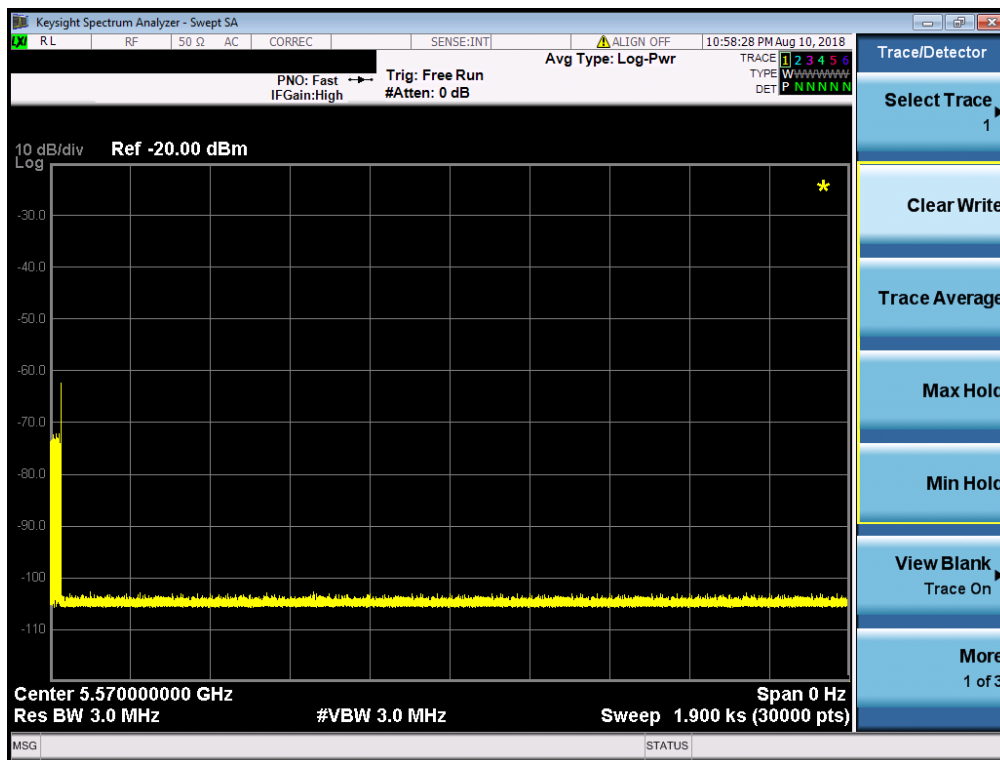 Keysight Spectrum Analyzer - Swept SA
LXI RL RF 50 Ω AC CORREC SENSE:INT ALIGN OFF 10:58:28 PM Aug 10, 2018
Avg Type: Log-Pwr
TRACE 1 2 3 4 5 6
PNO: Fast
Trig: Free Run
TYPE WWWWWW
IFGain:High
#Atten: 0 dB
DET P N N N N N
Trace/Detector
Select Trace
1
Clear Write
Trace Average
Max Hold
Min Hold
View Blank
Trace On
More
1 of 3
10 dB/div Ref -20.00 dBm
Log
-30.0
-40.0
-50.0
-60.0
-70.0
-80.0
-90.0
-100
-110
*
Center 5.570000000 GHz Span 0 Hz
Res BW 3.0 MHz #VBW 3.0 MHz Sweep 1.900 ks (30000 pts)
MSG STATUS